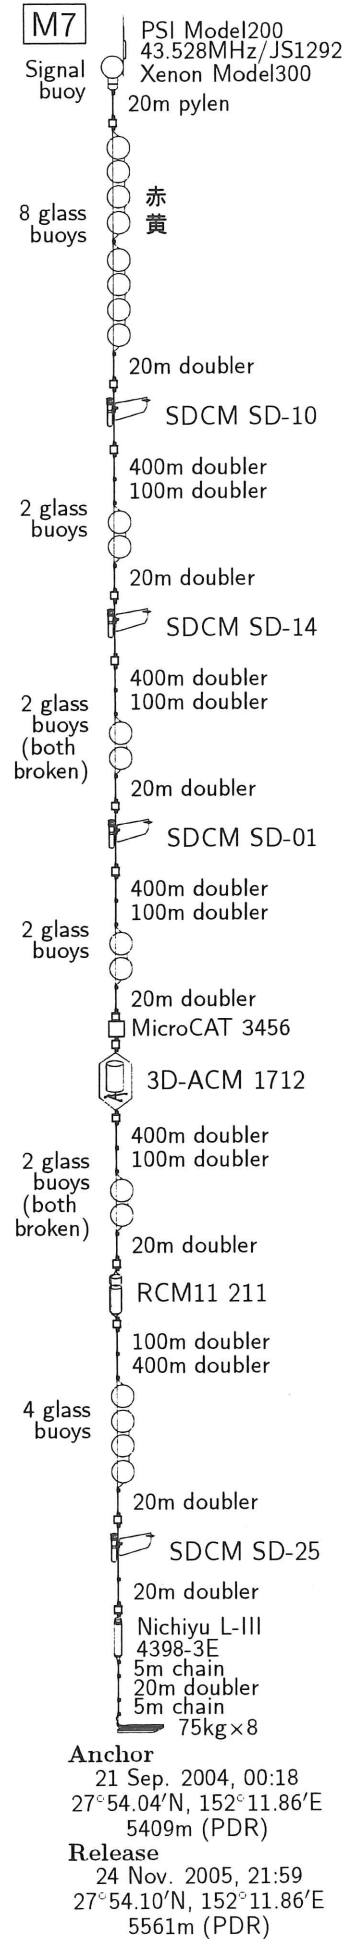 M7
PSI Model200
43.528MHz/JS1292
Xenon Model300
Signal
buoy
20m pylen
赤
黄
8 glass
buoys
20m doubler
SDCM SD-10
400m doubler
100m doubler
2 glass
buoys
20m doubler
SDCM SD-14
400m doubler
100m doubler
2 glass
buoys
(both
broken)
20m doubler
SDCM SD-01
400m doubler
100m doubler
2 glass
buoys
20m doubler
MicroCAT 3456
3D-ACM 1712
400m doubler
100m doubler
2 glass
buoys
(both
broken)
20m doubler
RCM11 211
100m doubler
400m doubler
4 glass
buoys
20m doubler
SDCM SD-25
20m doubler
Nichiyu L-III
4398-3E
5m chain
20m doubler
5m chain
75kg×8
Anchor
21 Sep. 2004, 00:18
27°54.04′N, 152°11.86′E
5409m (PDR)
Release
24 Nov. 2005, 21:59
27°54.10′N, 152°11.86′E
5561m (PDR)